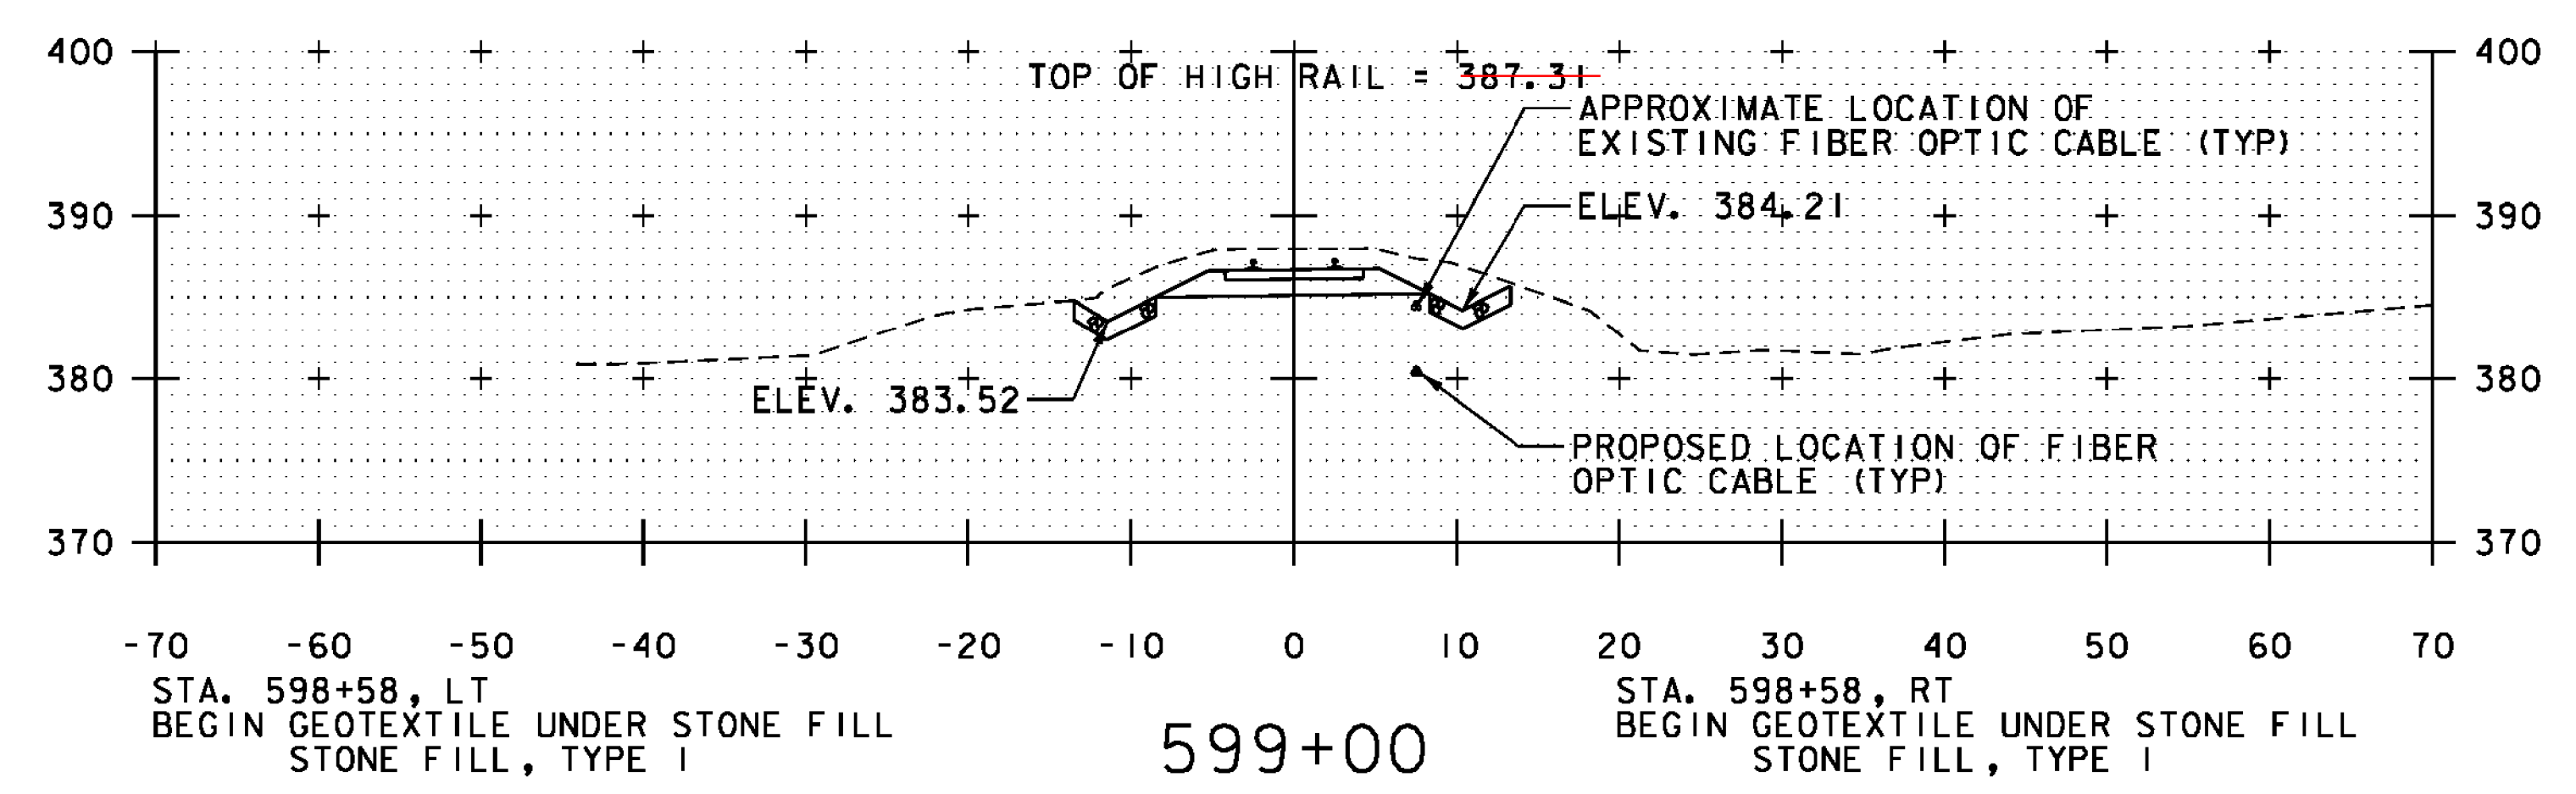 400 400
TOP OF HIGH RAIL = 387.31
APPROXIMATE LOCATION OF
EXISTING FIBER OPTIC CABLE (TYP)
390 ELEV. 384.21 390
380 380
ELEV. 383.52
PROPOSED LOCATION OF FIBER
OPTIC CABLE (TYP)
370 370
-70 -60 -50 -40 -30 -20 -10 0 10 20 30 40 50 60 70
STA. 598+58, LT
BEGIN GEOTEXTILE UNDER STONE FILL
STONE FILL, TYPE I
599+00
STA. 598+58, RT
BEGIN GEOTEXTILE UNDER STONE FILL
STONE FILL, TYPE I